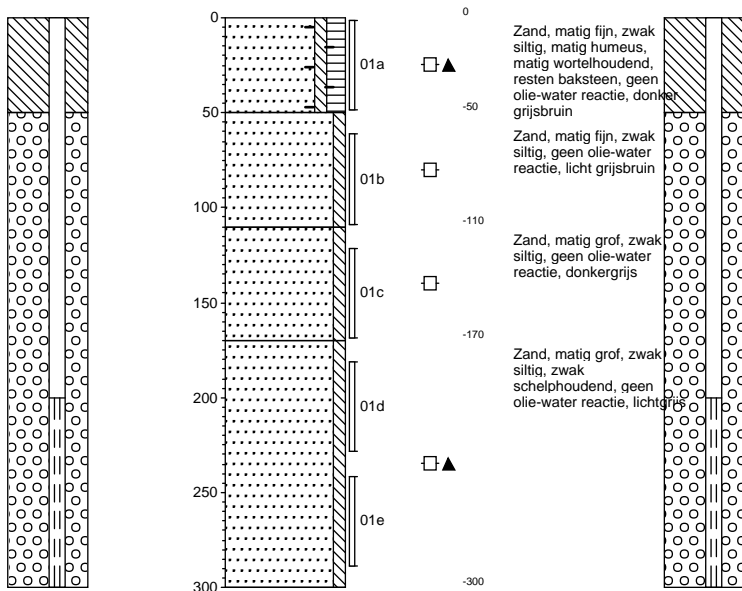 0
0
Zand, matig fijn, zwak
siltig, matig humeus,
matig wortelhoudend,
resten baksteen, geen
olie-water reactie, donker
grijsbruin
01a
50
-50
Zand, matig fijn, zwak
siltig, geen olie-water
reactie, licht grijsbruin
01b
100
-110
Zand, matig grof, zwak
siltig, geen olie-water
reactie, donkergrijs
01c
150
-170
Zand, matig grof, zwak
siltig, zwak
schelphoudend, geen
olie-water reactie, lichtgrijs
200
01d
250
01e
300
-300